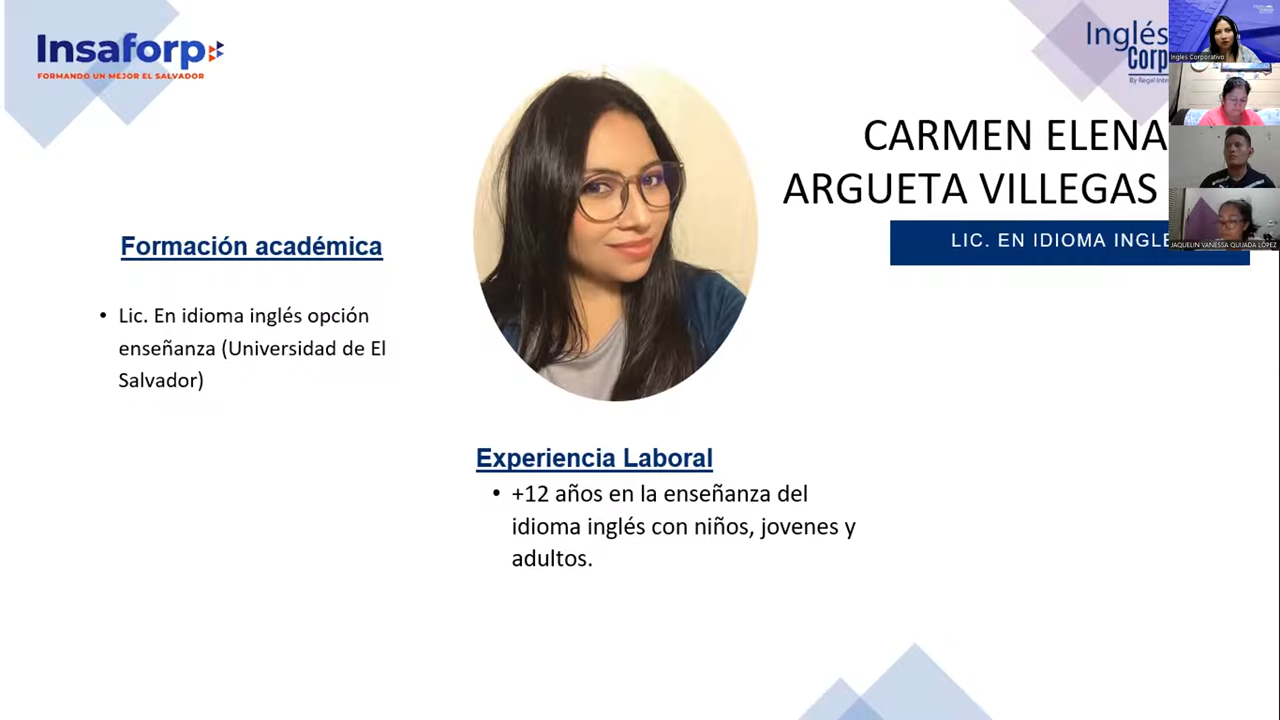 Insaforp
FORMANDO UN MEJOR EL SALVADOR
Inglés
Corp
CARMEN ELENA
ARGUETA VILLEGAS
LIC. EN IDIOMA INGLE
Ingles Corporativo
JAQUELIN VANESSA QUIJADA LÓPEZ
Formación académica
• Lic. En idioma inglés opción
enseñanza (Universidad de El
Salvador)
Experiencia Laboral
• +12 años en la enseñanza del
idioma inglés con niños, jovenes y
adultos.